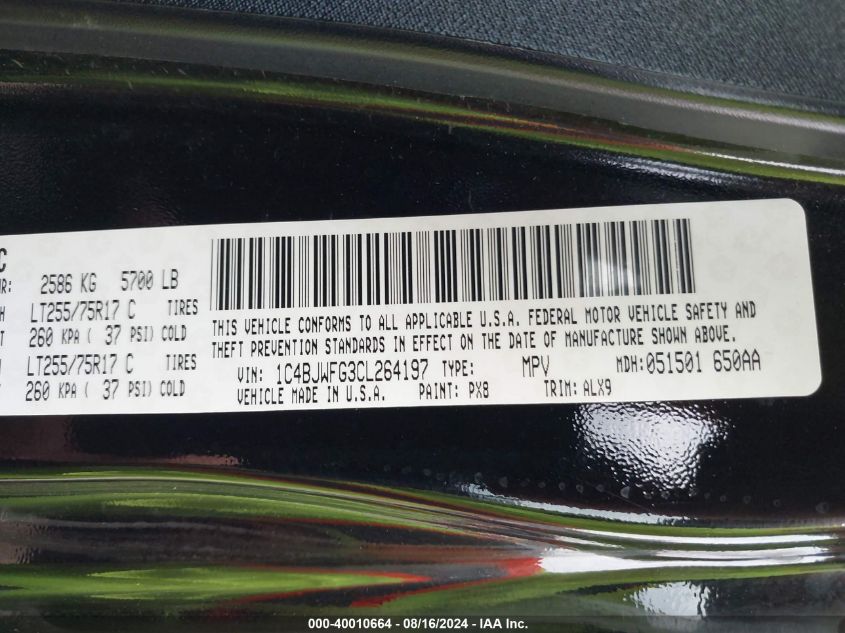 C
2586 KG 5700 LB
LT255/75R17 C TIRES
260 KPA ( 37 PSI) COLD
LT255/75R17 C TIRES
260 KPA ( 37 PSI) COLD
THIS VEHICLE CONFORMS TO ALL APPLICABLE U.S.A. FEDERAL MOTOR VEHICLE SAFETY AND
THEFT PREVENTION STANDARDS IN EFFECT ON THE DATE OF MANUFACTURE SHOWN ABOVE.
VIN: 1C4BJWFG3CL264197 TYPE: MPV MDH:051501 650AA
VEHICLE MADE IN U.S.A. PAINT: PX8 TRIM: ALX9
000-40010664 - 08/16/2024 - IAA Inc.